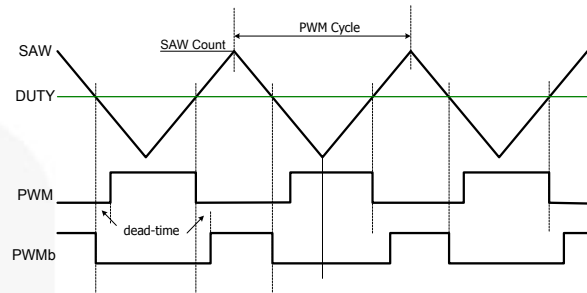 PWM Cycle
SAW
SAW Count
DUTY
PWM
dead-time
PWMb